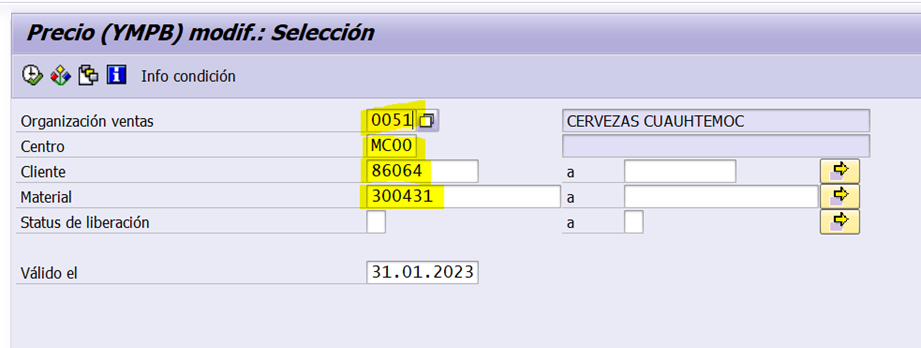 Precio (YMPB) modif.: Selección
Info condición
Organización ventas 0051 CERVEZAS CUAUHTEMOC
Centro MC00
Cliente 86064 a
Material 300431 a
Status de liberación a
Válido el 31.01.2023